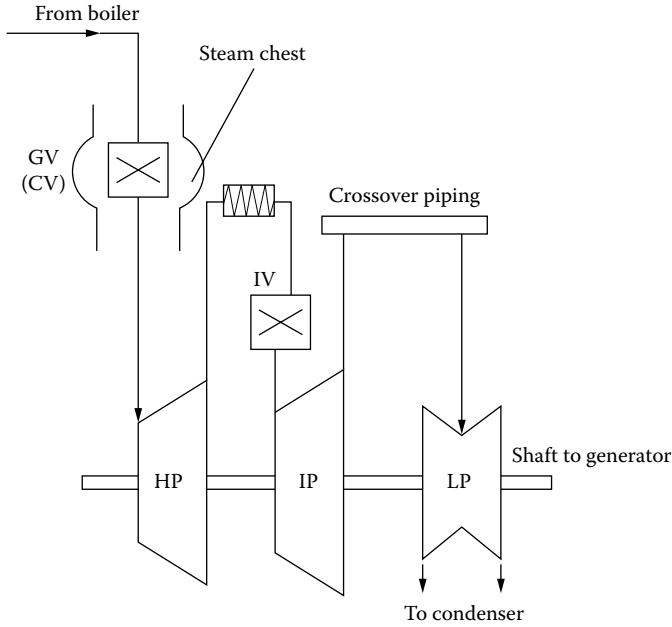 From boiler
Steam chest
GV
(CV)
Crossover piping
IV
Shaft to generator
HP
IP
LP
To condenser